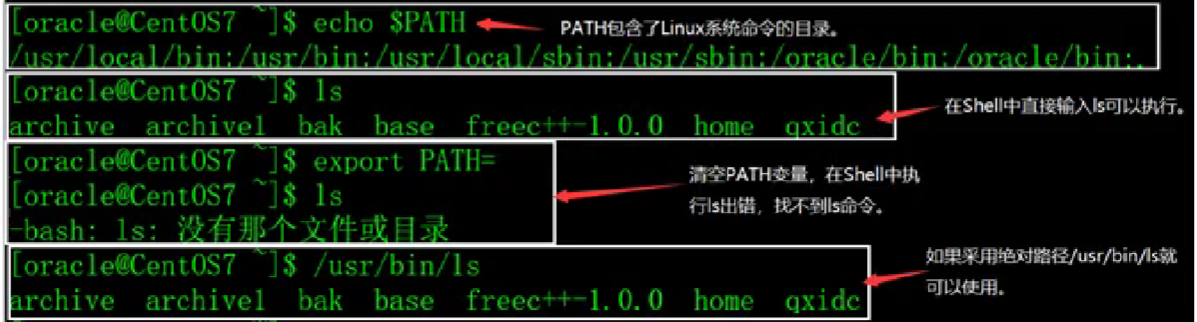 [oracle@CentOS7 ~]$ echo $PATH
PATH包含了Linux系统命令的目录。
/usr/local/bin:/usr/bin:/usr/local/sbin:/usr/sbin:/oracle/bin:/oracle/bin:.
[oracle@CentOS7 ~]$ ls
在Shell中直接输入ls可以执行。
archive archive1 bak base freec++-1.0.0 home qxidc
[oracle@CentOS7 ~]$ export PATH=
清空PATH变量，在Shell中执
[oracle@CentOS7 ~]$ ls
行ls出错，找不到ls命令。
-bash: ls: 没有那个文件或目录
[oracle@CentOS7 ~]$ /usr/bin/ls
如果采用绝对路径/usr/bin/ls就
可以使用。
archive archive1 bak base freec++-1.0.0 home qxidc